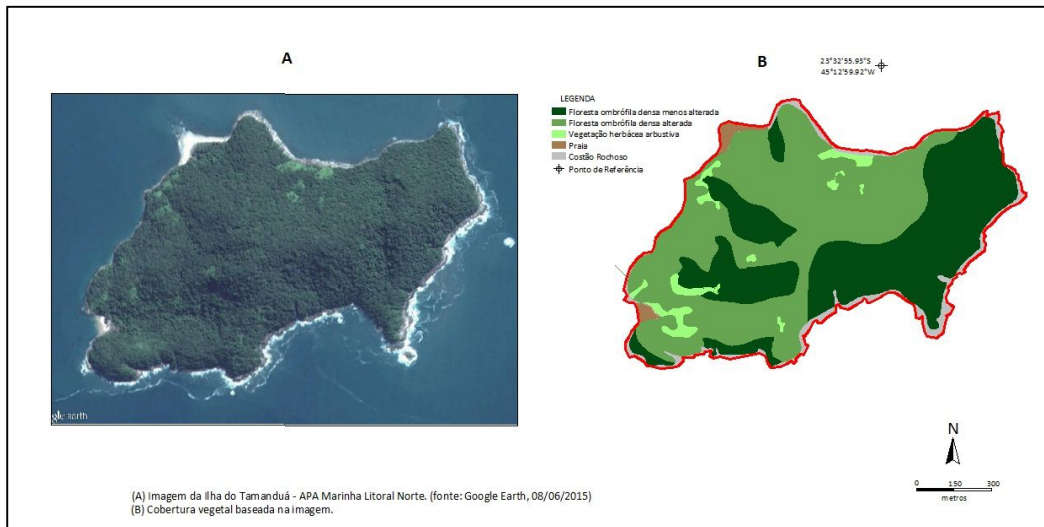 A
B
23°32'55.93"S
45°12'59.92"W
LEGENDA
Floresta ombrófila densa menos alterada
Floresta ombrófila densa alterada
Vegetação herbácea arbustiva
Praia
Costão Rochoso
Ponto de Referência
gle earth
N
0 150 300
metros
(A) Imagem da Ilha do Tamanduá - APA Marinha Litoral Norte. (fonte: Google Earth, 08/06/2015)
(B) Cobertura vegetal baseada na imagem.